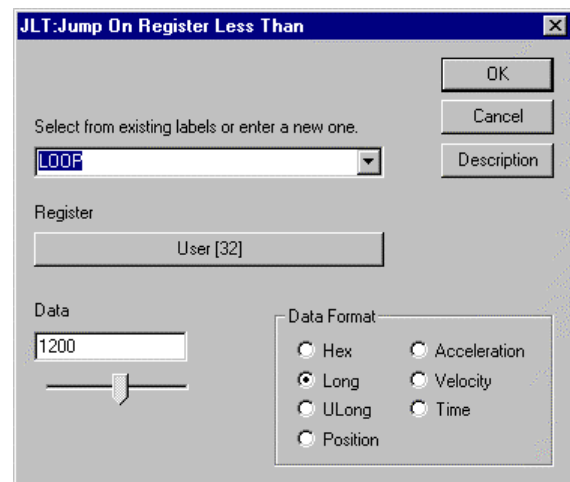 JLT:Jump On Register Less Than
OK
Cancel
Description
Select from existing labels or enter a new one.
LOOP
Register
User [32]
Data
1200
Data Format
Hex
Acceleration
Long
Velocity
ULong
Time
Position